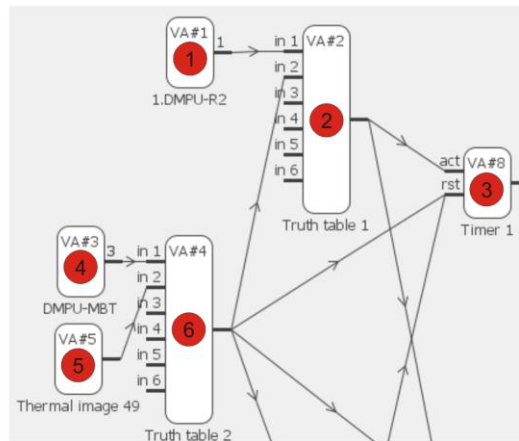 VA#1
1
1
1.DMPU-R2
VA#2
in 1
in 2
in 3
in 4
in 5
in 6
2
Truth table 1
act
rst
VA#8
3
Timer 1
VA#3
3
4
DMPU-MBT
VA#5
5
Thermal image 49
VA#4
in 1
in 2
in 3
in 4
in 5
in 6
6
Truth table 2